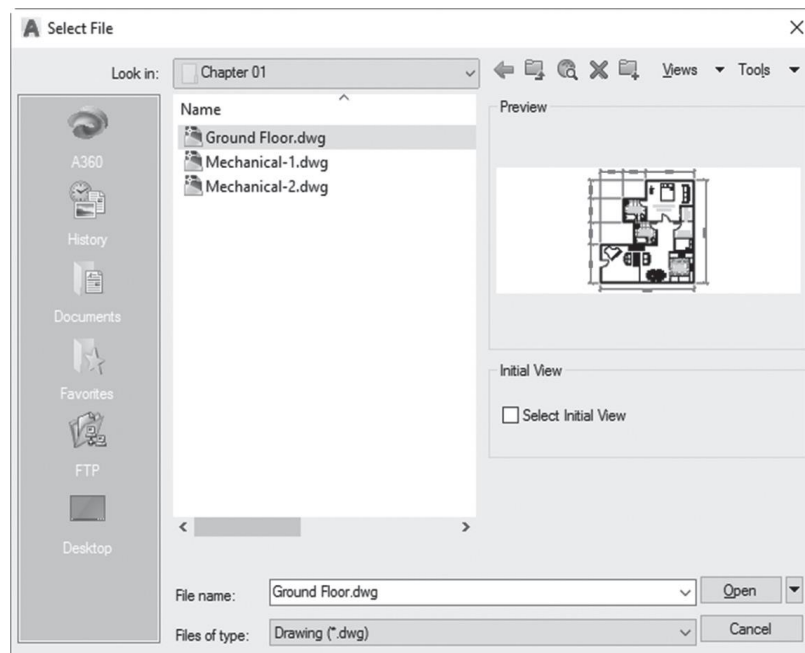 Select File
Look in:
Chapter 01
Views
Tools
A360
History
Documents
Favorites
FTP
Desktop
Name
Ground Floor.dwg
Mechanical-1.dwg
Mechanical-2.dwg
Preview
Initial View
Select Initial View
File name:
Ground Floor.dwg
Open
Files of type:
Drawing (*.dwg)
Cancel